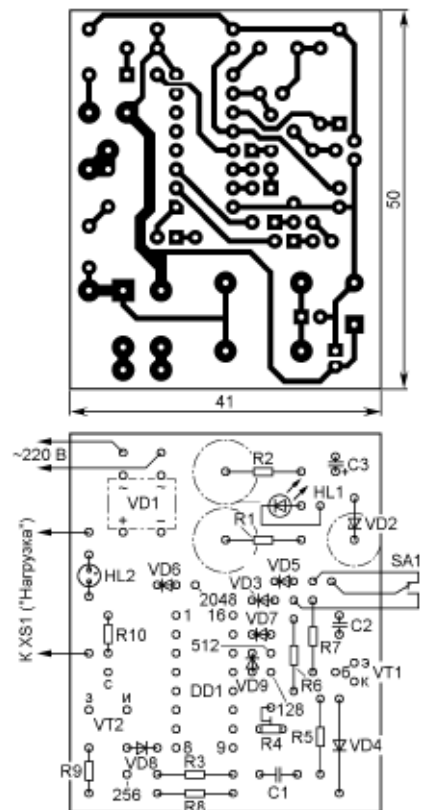 50
41
~220 В
К XS1 ("Нагрузка")
VD1
~ ~
+ -
R2
C3
+
HL1
R1
VD2
HL2
VD6
VD5
SA1
2048
VD3
1
16
VD7
R10
512
C2
R7
С
VD9
R6
Б
Э
К
VT1
З
И
DD1
128
VT2
R4
R5
VD4
8
9
VD8
R3
R9
256
R8
C1